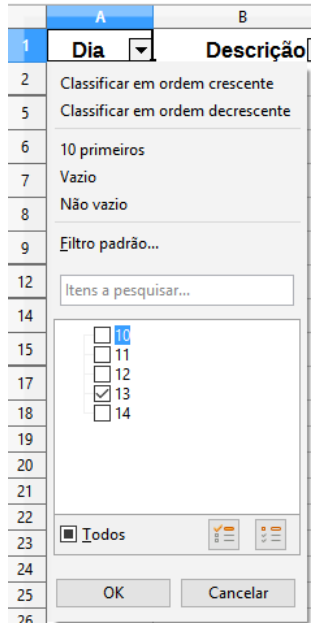 A B
1 Dia Descrição
2
5
6
7
8
9
12
14
15
17
18
19
20
21
22
23
24
25
26
Classificar em ordem crescente
Classificar em ordem decrescente
10 primeiros
Vazio
Não vazio
Filtro padrão...
Itens a pesquisar...
10
11
12
13
14
Todos
OK Cancelar